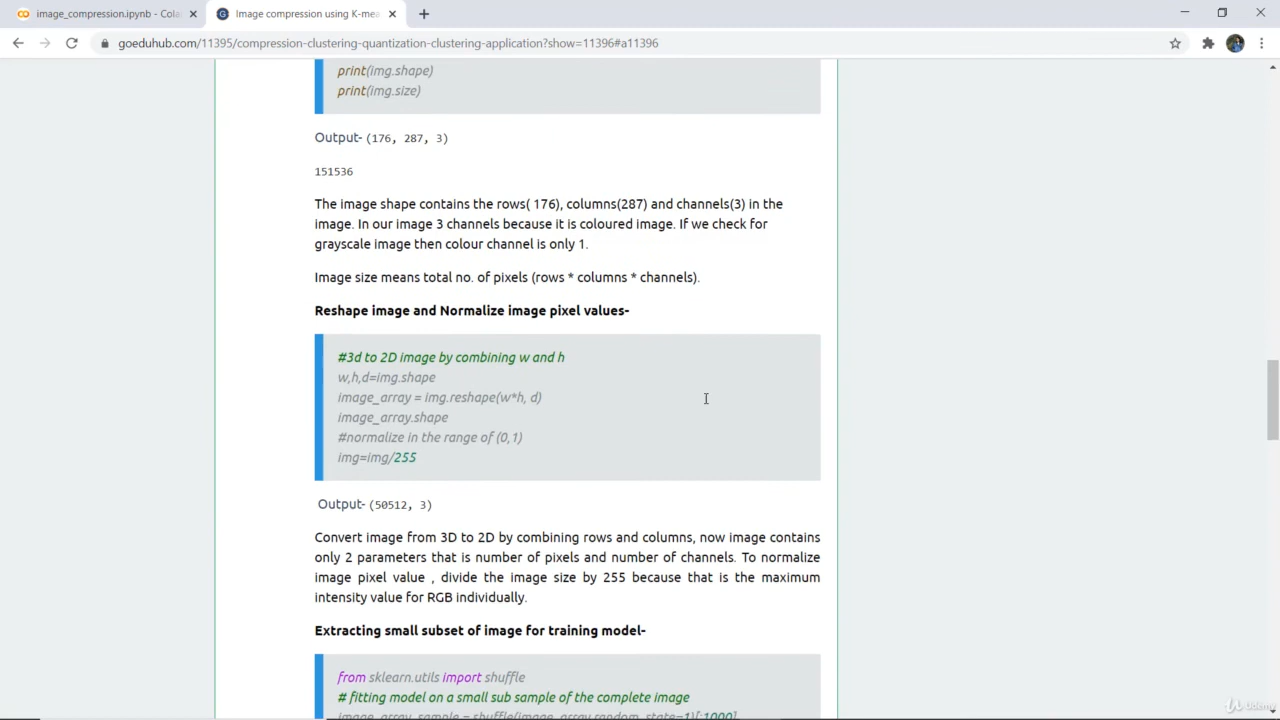 image_compression.ipynb - Cola
Image compression using K-mea
goeduhub.com/11395/compression-clustering-quantization-clustering-application?show=11396#a11396
print(img.shape)
print(img.size)
Output- (176, 287, 3)
151536
The image shape contains the rows( 176), columns(287) and channels(3) in the
image. In our image 3 channels because it is coloured image. If we check for
grayscale image then colour channel is only 1.
Image size means total no. of pixels (rows * columns * channels).
Reshape image and Normalize image pixel values-
#3d to 2D image by combining w and h
w,h,d=img.shape
image_array = img.reshape(w*h, d)
image_array.shape
#normalize in the range of (0,1)
img=img/255
Output- (50512, 3)
Convert image from 3D to 2D by combining rows and columns, now image contains
only 2 parameters that is number of pixels and number of channels. To normalize
image pixel value , divide the image size by 255 because that is the maximum
intensity value for RGB individually.
Extracting small subset of image for training model-
from sklearn.utils import shuffle
# fitting model on a small sub sample of the complete image
image_array_sample = shuffle(image_array,random_state=1)[:1000]
Udemy